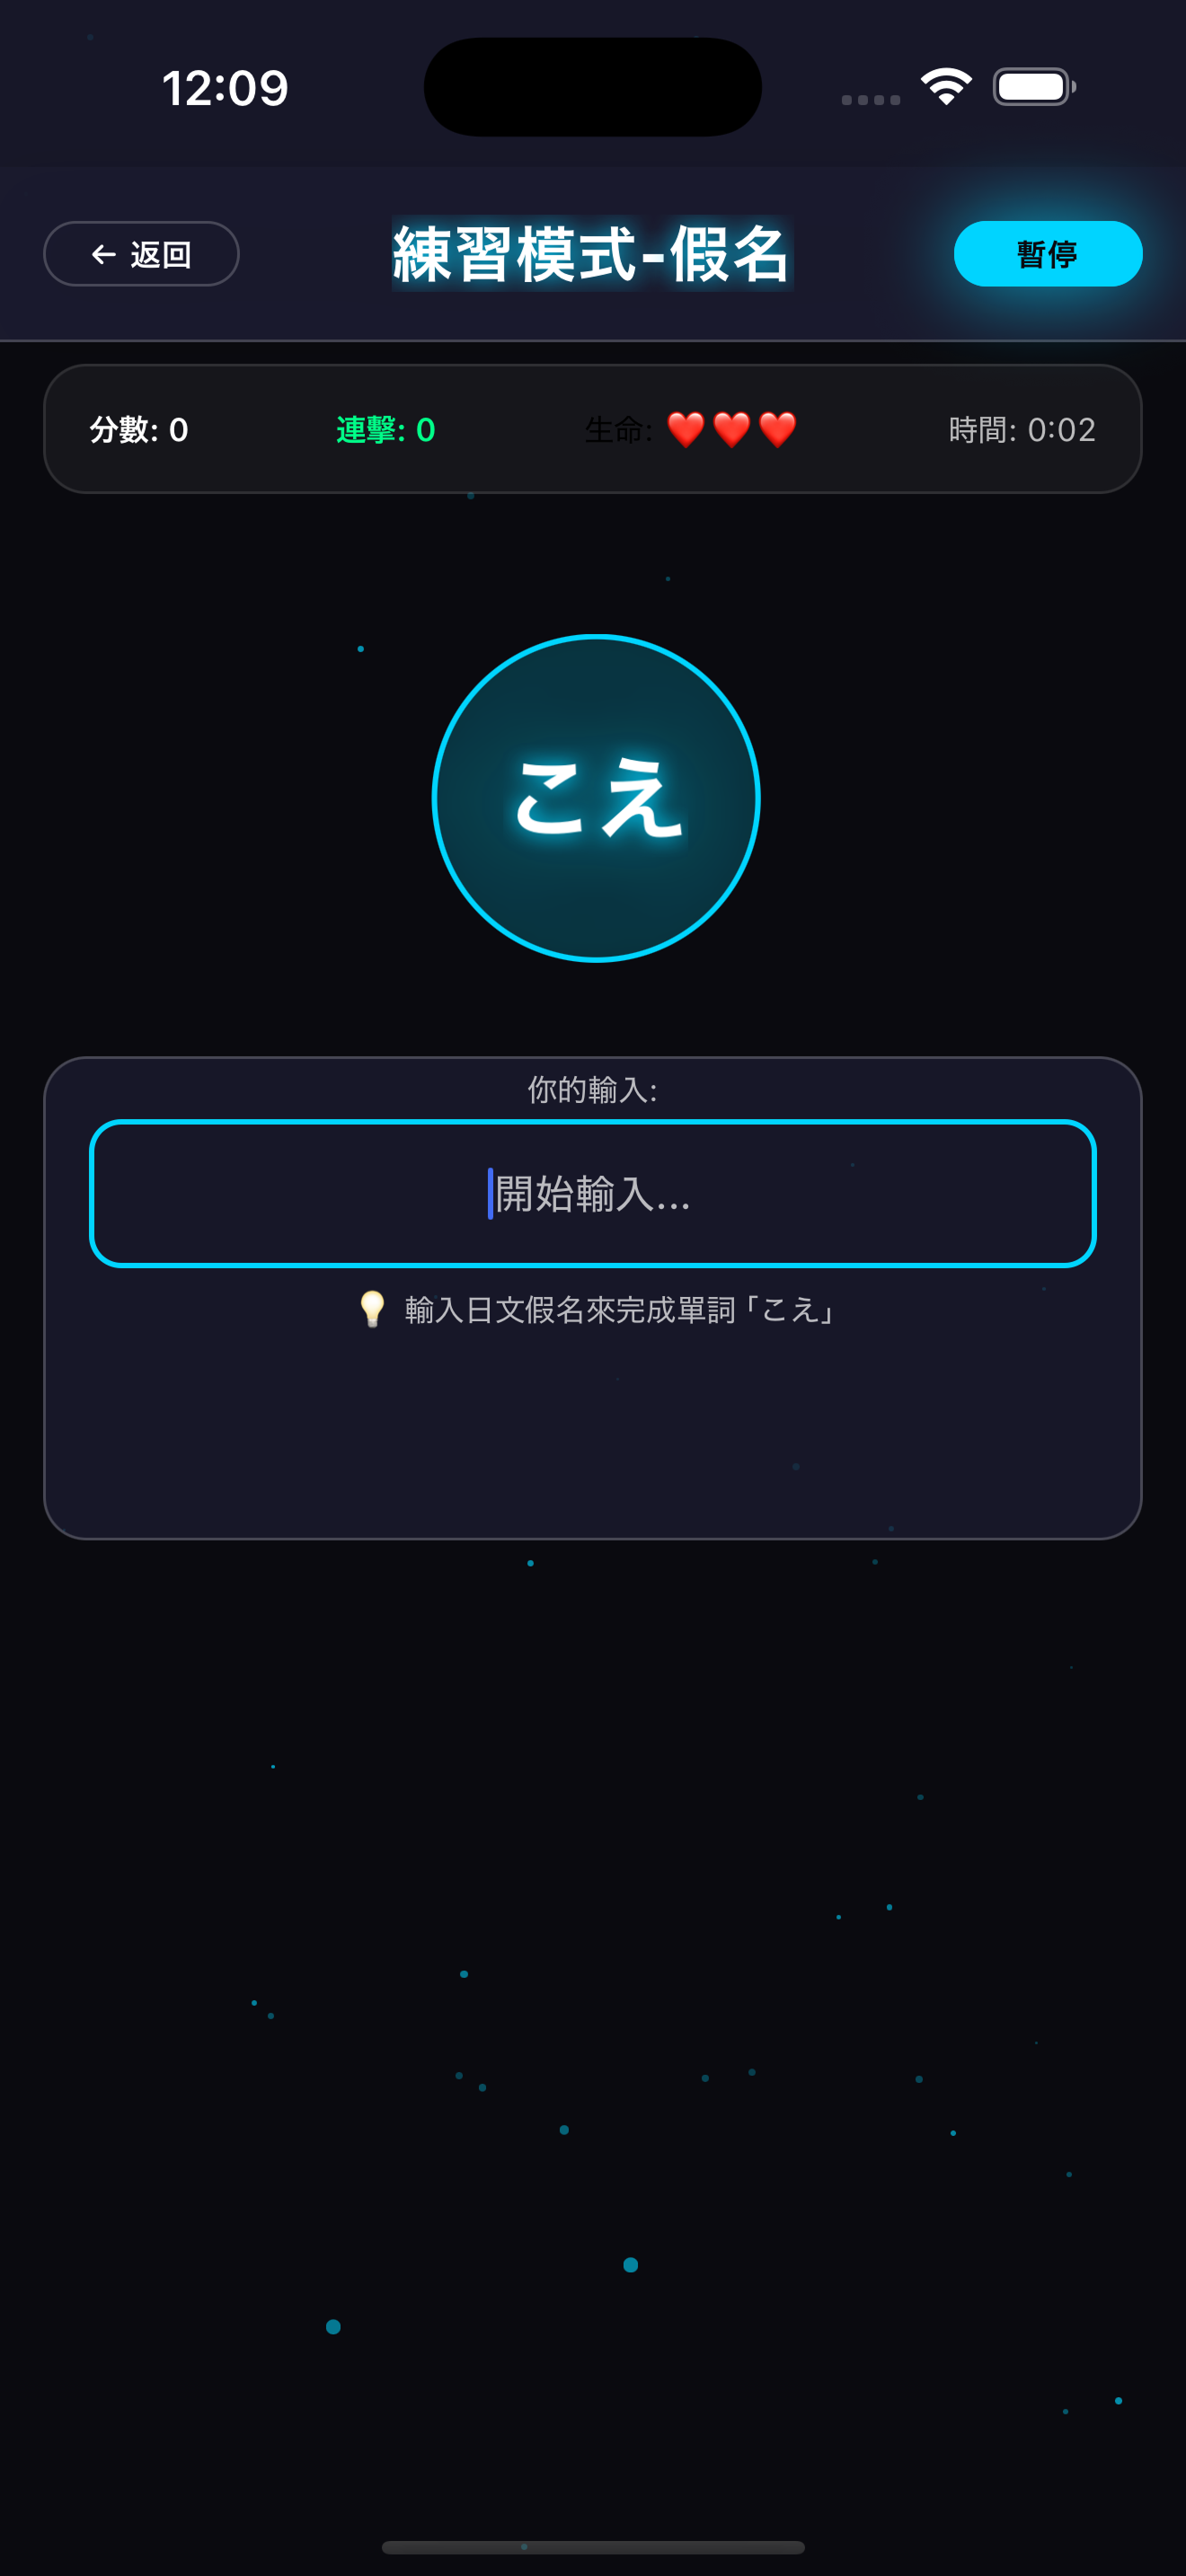 12:09
← 返回
練習模式-假名
暫停
分數: 0
連擊: 0
生命: ❤️❤️❤️
時間: 0:02
こえ
你的輸入:
開始輸入...
💡 輸入日文假名來完成單詞「こえ」